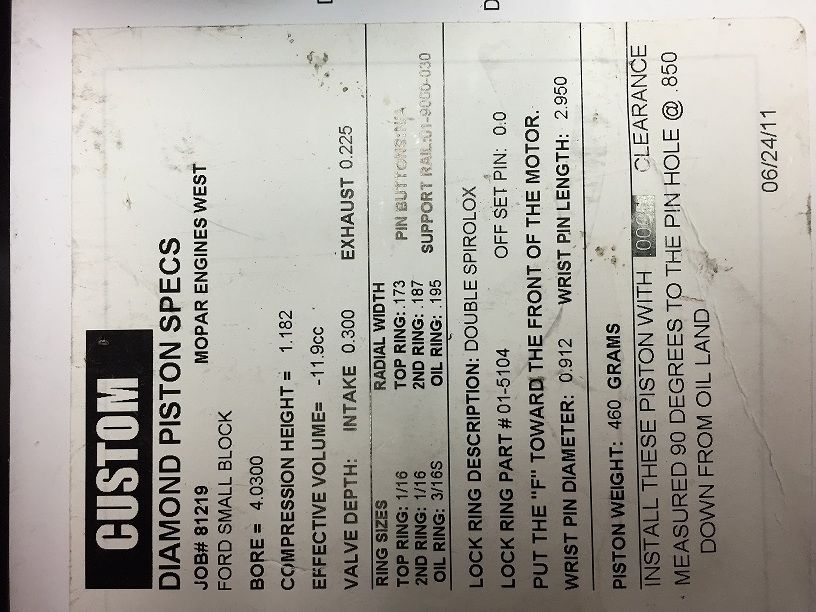 CUSTOM
DIAMOND PISTON SPECS
JOB# 81219 MOPAR ENGINES WEST
FORD SMALL BLOCK
BORE = 4.0300
COMPRESSION HEIGHT = 1.182
EFFECTIVE VOLUME= -11.9cc
VALVE DEPTH: INTAKE 0.300 EXHAUST 0.225
RING SIZES RADIAL WIDTH
TOP RING: 1/16 TOP RING: .173 PIN BUTTONS:N/A
2ND RING: 1/16 2ND RING: .187 SUPPORT RAIL:01-9000-030
OIL RING: 3/16S OIL RING: .195
LOCK RING DESCRIPTION: DOUBLE SPIROLOX
LOCK RING PART # 01-5104 OFF SET PIN: 0.0
PUT THE "F" TOWARD THE FRONT OF THE MOTOR.
WRIST PIN DIAMETER: 0.912 WRIST PIN LENGTH: 2.950
PISTON WEIGHT: 460 GRAMS
INSTALL THESE PISTON WITH CLEARANCE
MEASURED 90 DEGREES TO THE PIN HOLE @ .850
DOWN FROM OIL LAND
06/24/11